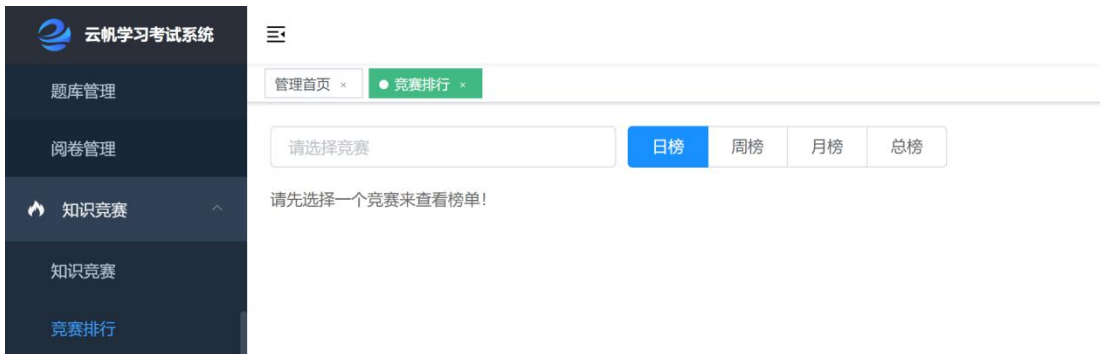 云帆学习考试系统
题库管理
阅卷管理
知识竞赛
知识竞赛
竞赛排行
管理首页 ×
竞赛排行 ×
请选择竞赛
日榜 周榜 月榜 总榜
请先选择一个竞赛来查看榜单!